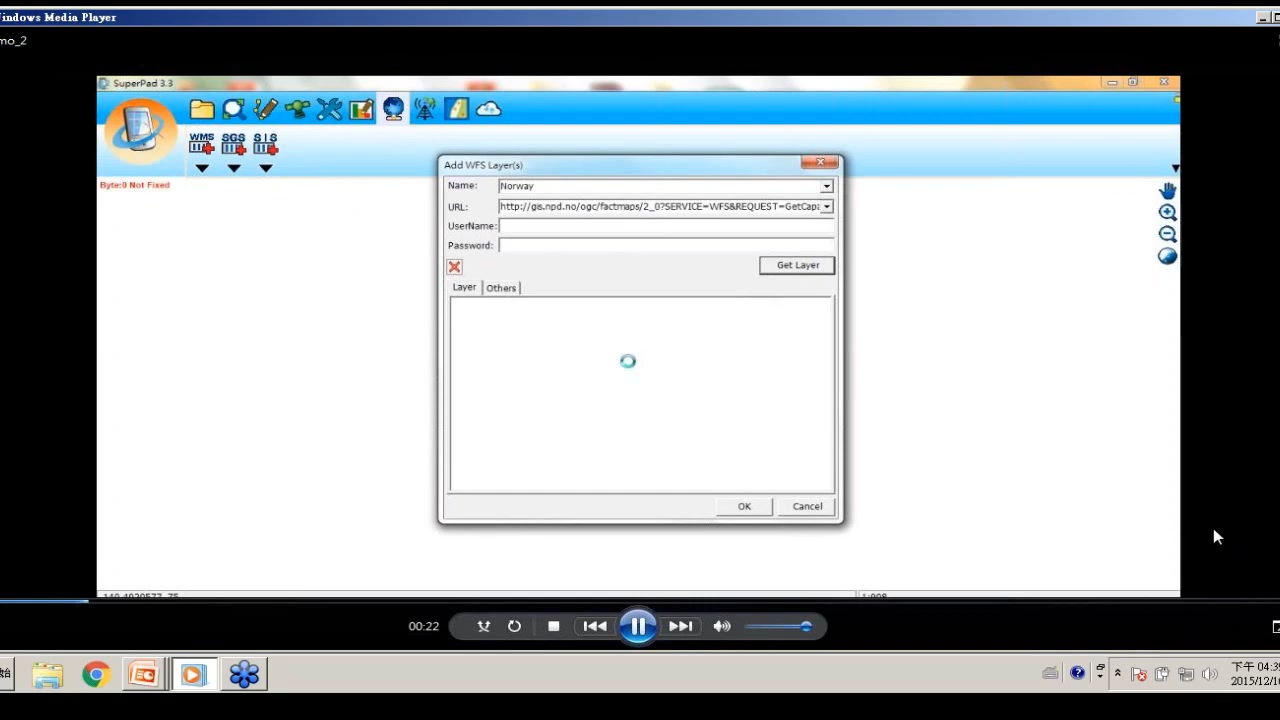 indows Media Player
mo_2
SuperPad 3.3
WMS SGS SIS
Byte:0 Not Fixed
Add WFS Layer(s)
Name: Norway
URL: http://gis.npd.no/ogc/factmaps/2_0?SERVICE=WFS&REQUEST=GetCap
UserName:
Password:
Get Layer
Layer Others
OK Cancel
00:22
始
下午 04:39
2015/12/1